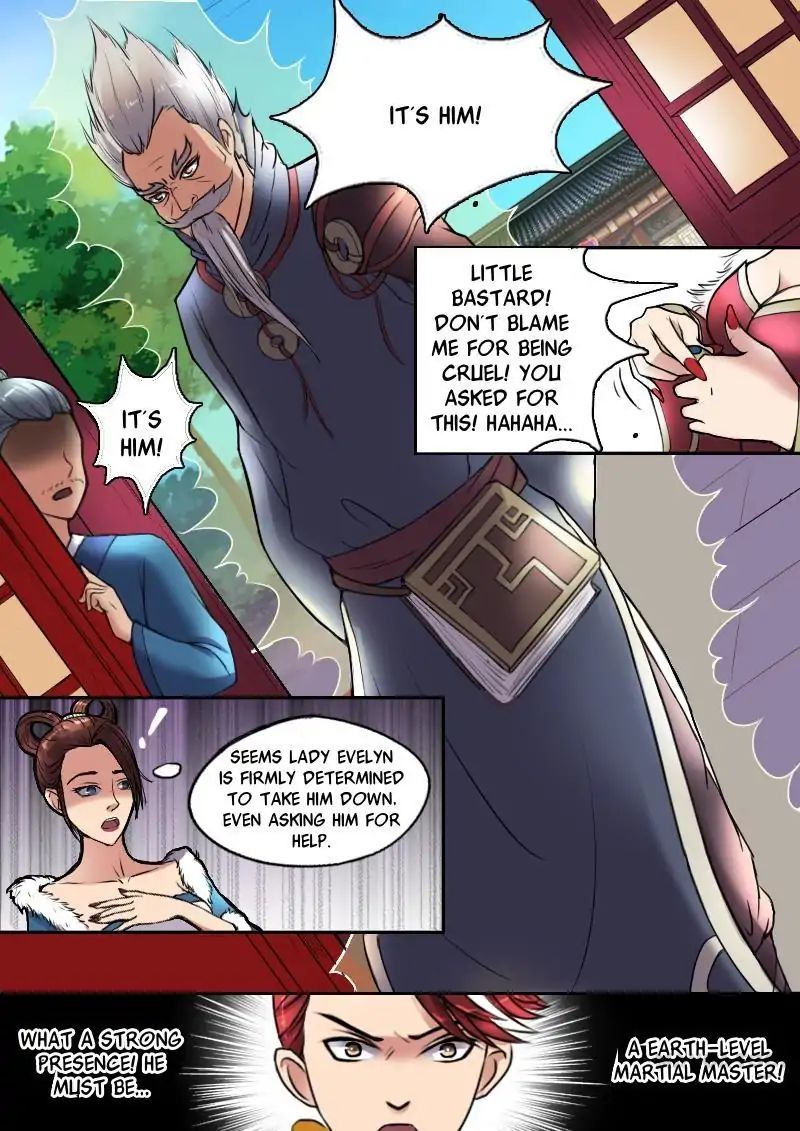 IT'S HIM!
LITTLE
BASTARD!
DON'T BLAME
ME FOR BEING
CRUEL! YOU
ASKED FOR
THIS! HAHAHA...
IT'S
HIM!
SEEMS LADY EVELYN
IS FIRMLY DETERMINED
TO TAKE HIM DOWN.
EVEN ASKING HIM FOR
HELP.
WHAT A STRONG
PRESENCE! HE
MUST BE...
A EARTH-LEVEL
MARTIAL MASTER!